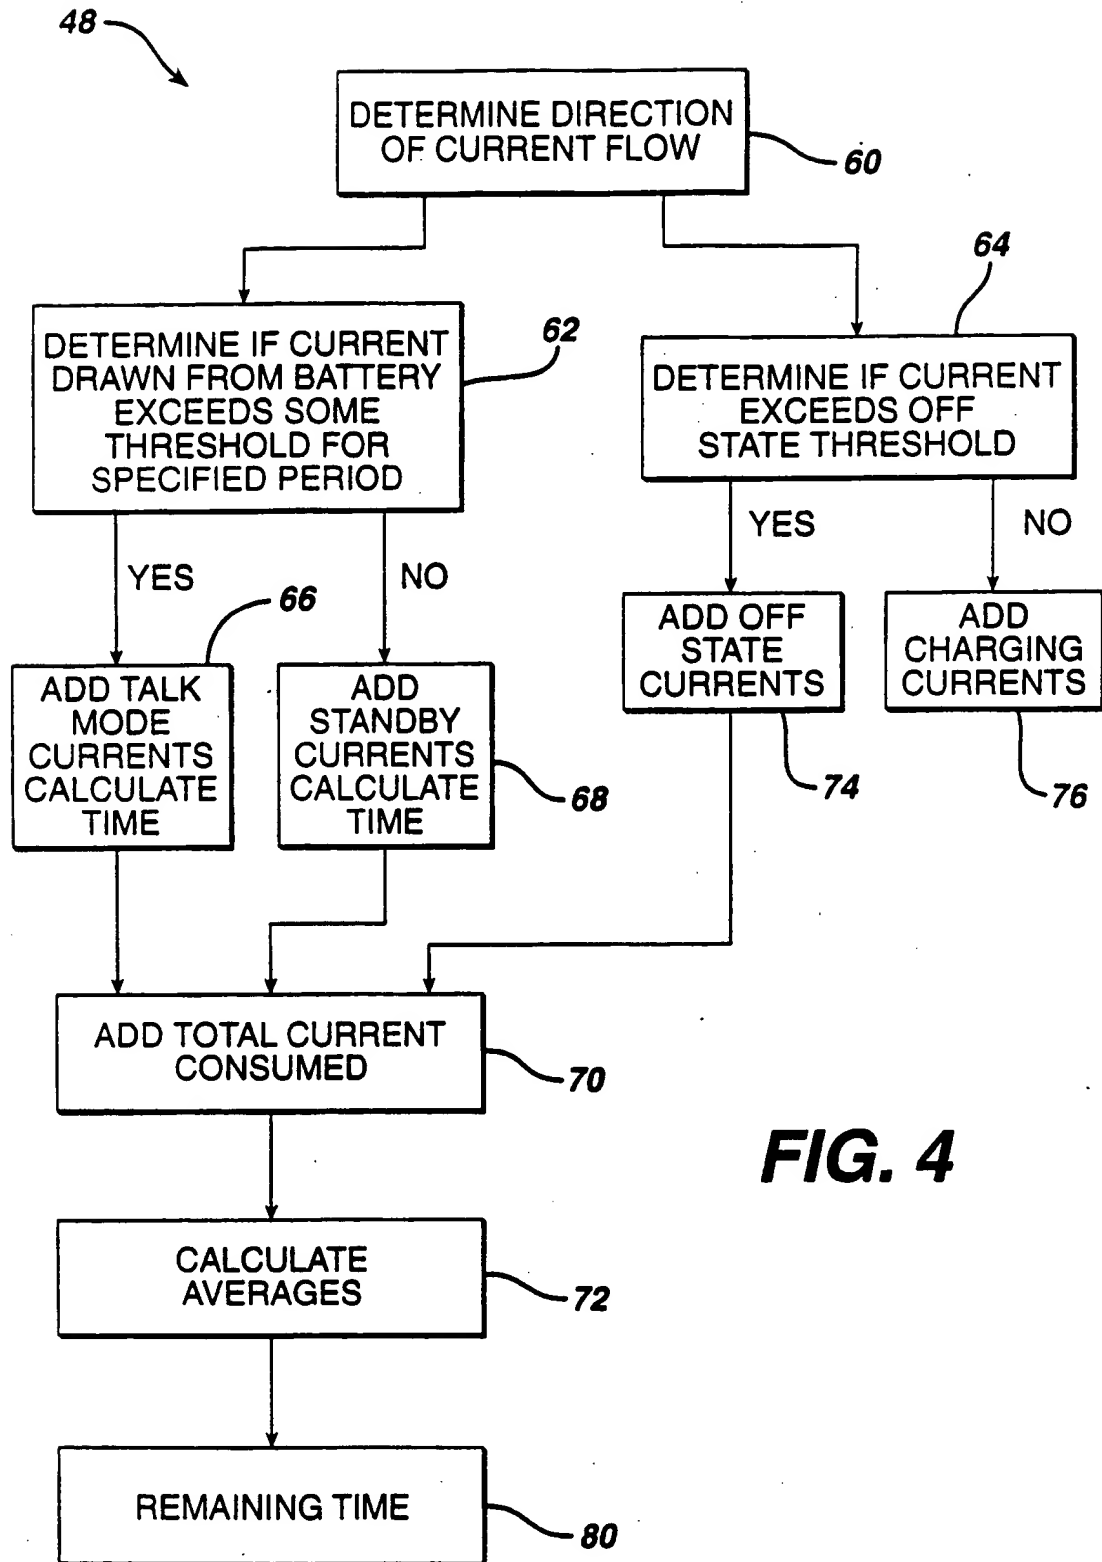 48
DETERMINE DIRECTION
OF CURRENT FLOW
60
64
62
DETERMINE IF CURRENT
DRAWN FROM BATTERY
EXCEEDS SOME
THRESHOLD FOR
SPECIFIED PERIOD
DETERMINE IF CURRENT
EXCEEDS OFF
STATE THRESHOLD
YES
NO
YES
NO
66
ADD TALK
MODE
CURRENTS
CALCULATE
TIME
ADD
STANDBY
CURRENTS
CALCULATE
TIME
68
ADD OFF
STATE
CURRENTS
74
ADD
CHARGING
CURRENTS
76
ADD TOTAL CURRENT
CONSUMED
70
FIG. 4
CALCULATE
AVERAGES
72
REMAINING TIME
80